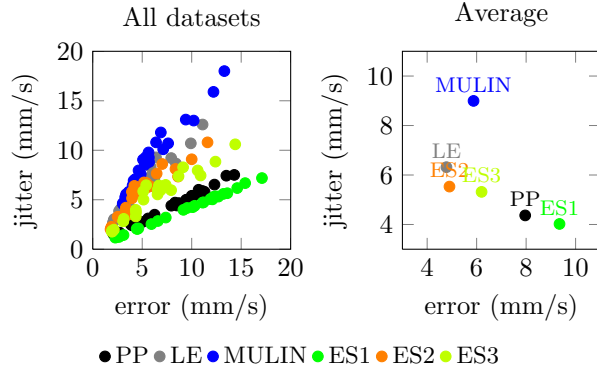 All datasets
Average
jitter (mm/s)
20
15
10
5
0
0 5 10 15 20
error (mm/s)
jitter (mm/s)
10
8
6
4
4 6 8 10
error (mm/s)
MULIN
LE
ES2
ES3
PP
ES1
PP LE MULIN ES1 ES2 ES3